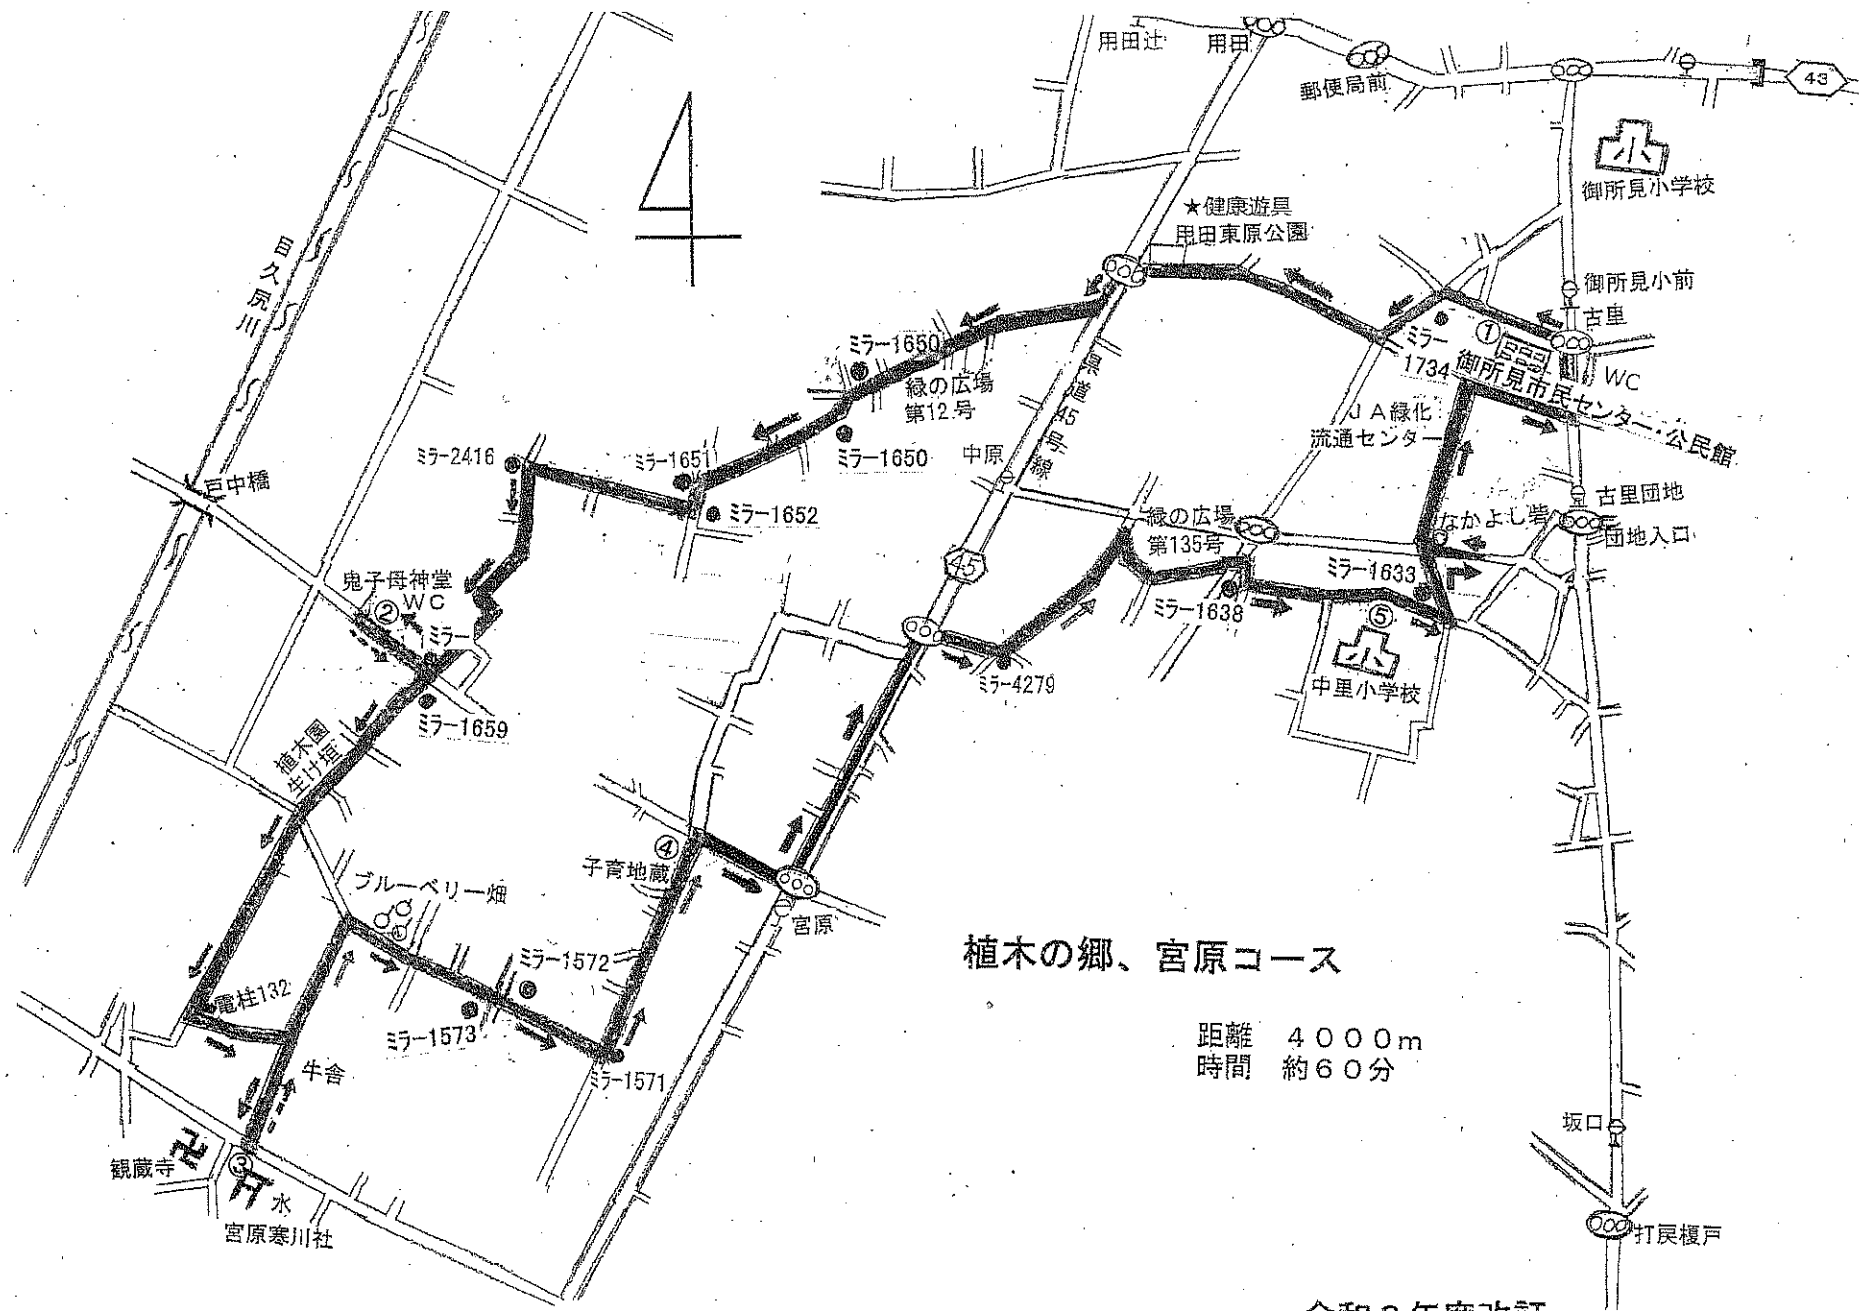 用田辻
用田
郵便局前
43
小
御所見小学校
★健康遊具
用田東原公園
目久尻川
御所見小前
古里
①
ミラー
1734
御所見市民センター・公民館
WC
ミラー1650
緑の広場
第12号
県道45号線
JA緑化
流通センター
ミラー2416
ミラー1651
ミラー1650
中原
戸中橋
ミラー1652
緑の広場
第135号
なかよし砦
古里団地
団地入口
45
鬼子母神堂
WC
②
ミラー
ミラー1633
ミラー1638
⑤
小
中里小学校
ミラー4279
ミラー1659
植木園
生け垣
④
子育地蔵
ブルーベリー畑
宮原
植木の郷、宮原コース
ミラー1572
電柱132
ミラー1573
距離 4000m
時間 約60分
牛舎
ミラー1571
坂口
観蔵寺
卍
③
水
宮原寒川社
打戻榎戸